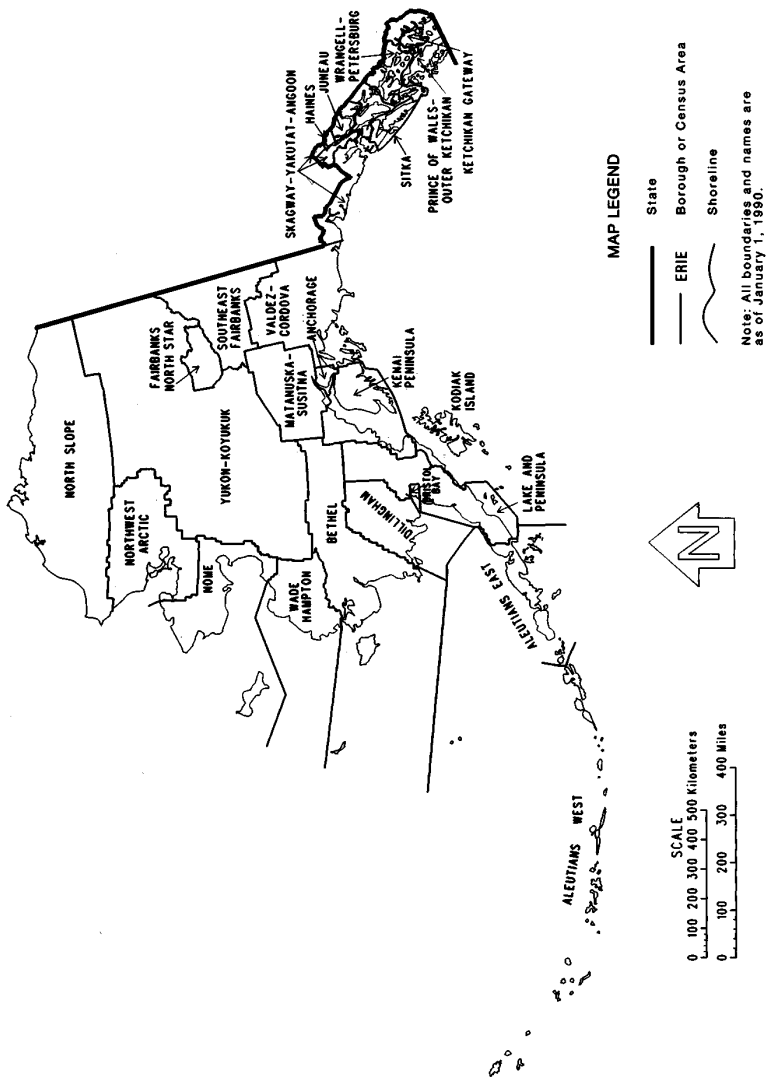 NORTH SLOPE
NORTHWEST
ARCTIC
NOME
YUKON-KOYUKUK
FAIRBANKS
NORTH STAR
SOUTHEAST
FAIRBANKS
WADE
HAMPTON
BETHEL
MATANUSKA-
SUSITNA
VALDEZ-
CORDOVA
ANCHORAGE
KENAI
PENINSULA
DILLINGHAM
BRISTOL
BAY
KODIAK
ISLAND
LAKE AND
PENINSULA
ALEUTIANS EAST
ALEUTIANS WEST
SKAGWAY-YAKUTAT-ANGOON
HAINES
JUNEAU
WRANGELL-
PETERSBURG
SITKA
PRINCE OF WALES-
OUTER KETCHIKAN
KETCHIKAN GATEWAY
SCALE
0 100 200 300 400 500 Kilometers
0 100 200 300 400 Miles
N
MAP LEGEND
State
ERIE Borough or Census Area
Shoreline
Note: All boundaries and names are
as of January 1, 1990.